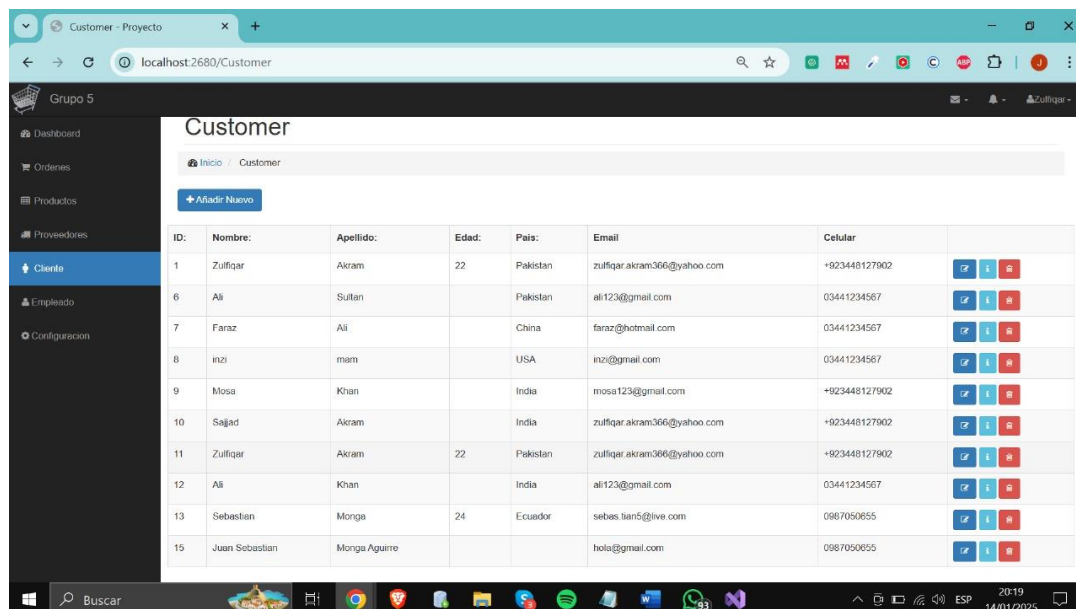 Customer - Proyecto
localhost:2680/Customer
ABP
J
Grupo 5
Zulfiqar
Dashboard
Ordenes
Productos
Proveedores
Cliente
Empleado
Configuracion
Customer
Inicio / Customer
+ Añadir Nuevo
ID: Nombre: Apellido: Edad: Pais: Email Celular
1 Zulfiqar Akram 22 Pakistan zulfiqar.akram366@yahoo.com +923448127902
6 Ali Sultan Pakistan ali123@gmail.com 03441234567
7 Faraz Ali China faraz@hotmail.com 03441234567
8 inzi mam USA inzi@gmail.com 03441234567
9 Mosa Khan India mosa123@gmail.com +923448127902
10 Sajjad Akram India zulfiqar.akram366@yahoo.com +923448127902
11 Zulfiqar Akram 22 Pakistan zulfiqar.akram366@yahoo.com +923448127902
12 Ali Khan India ali123@gmail.com 03441234567
13 Sebastian Monga 24 Ecuador sebas.tian5@live.com 0987050655
15 Juan Sebastian Monga Aguirre hola@gmail.com 0987050655
Buscar
93
ESP
20:19
14/01/2025